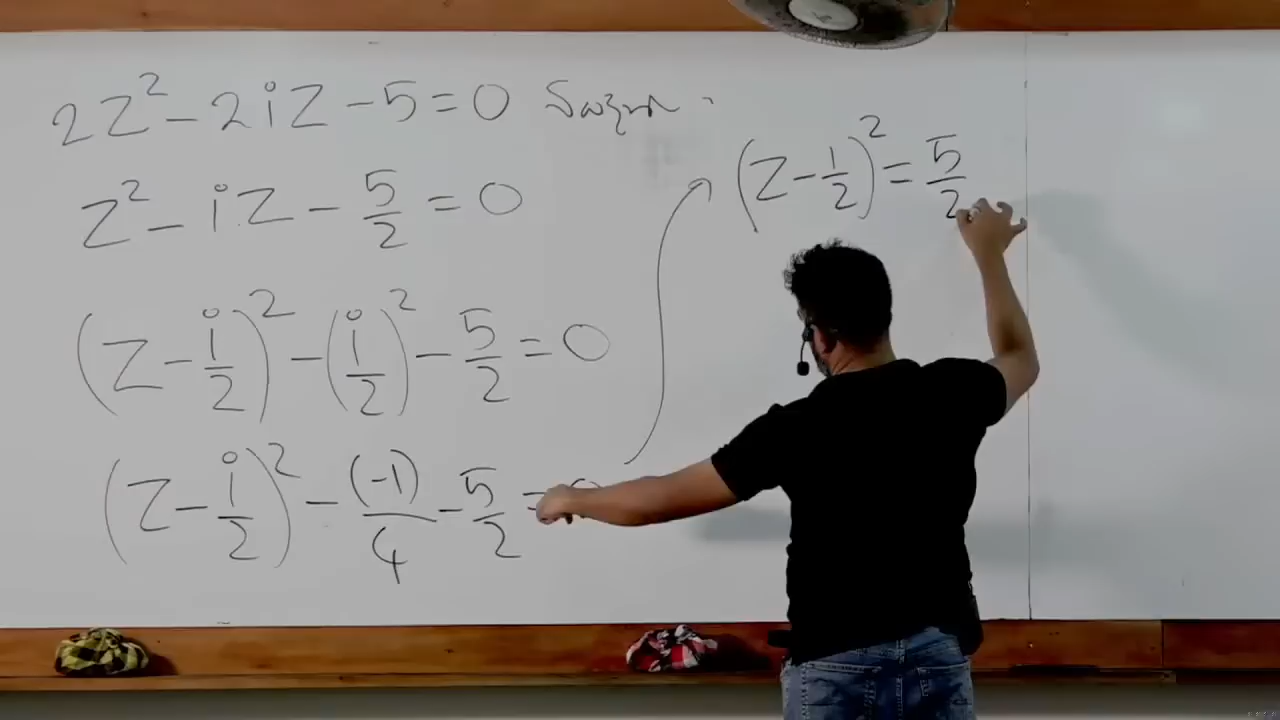 2Z² - 2iZ - 5 = 0
Z² - iZ - 5/2 = 0
(Z - i/2)² - (i/2)² - 5/2 = 0
(Z - i/2)² - (-1)/4 - 5/2 = 0
(Z - 1/2)² = 5/2